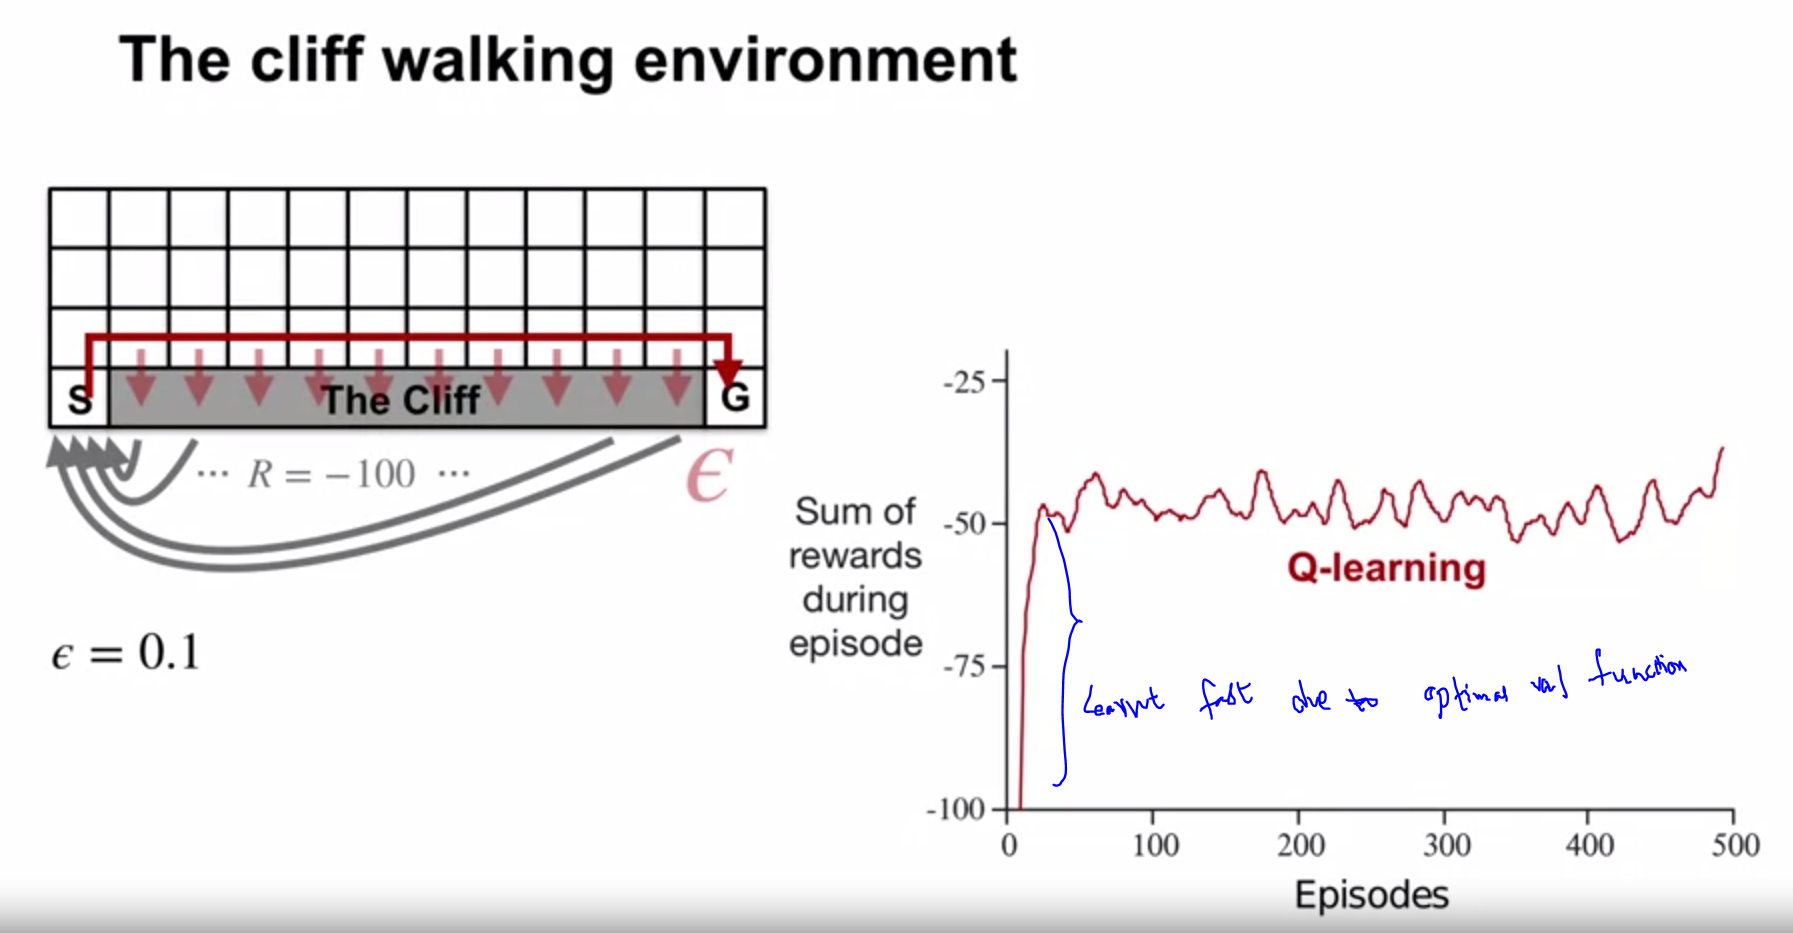 The cliff walking environment
S The Cliff G
... R = −100 ...
ϵ
ϵ = 0.1
Sum of
rewards
during
episode
-25
-50
-75
-100
Q-learning
Learnt fast due to optimal val function
0 100 200 300 400 500
Episodes